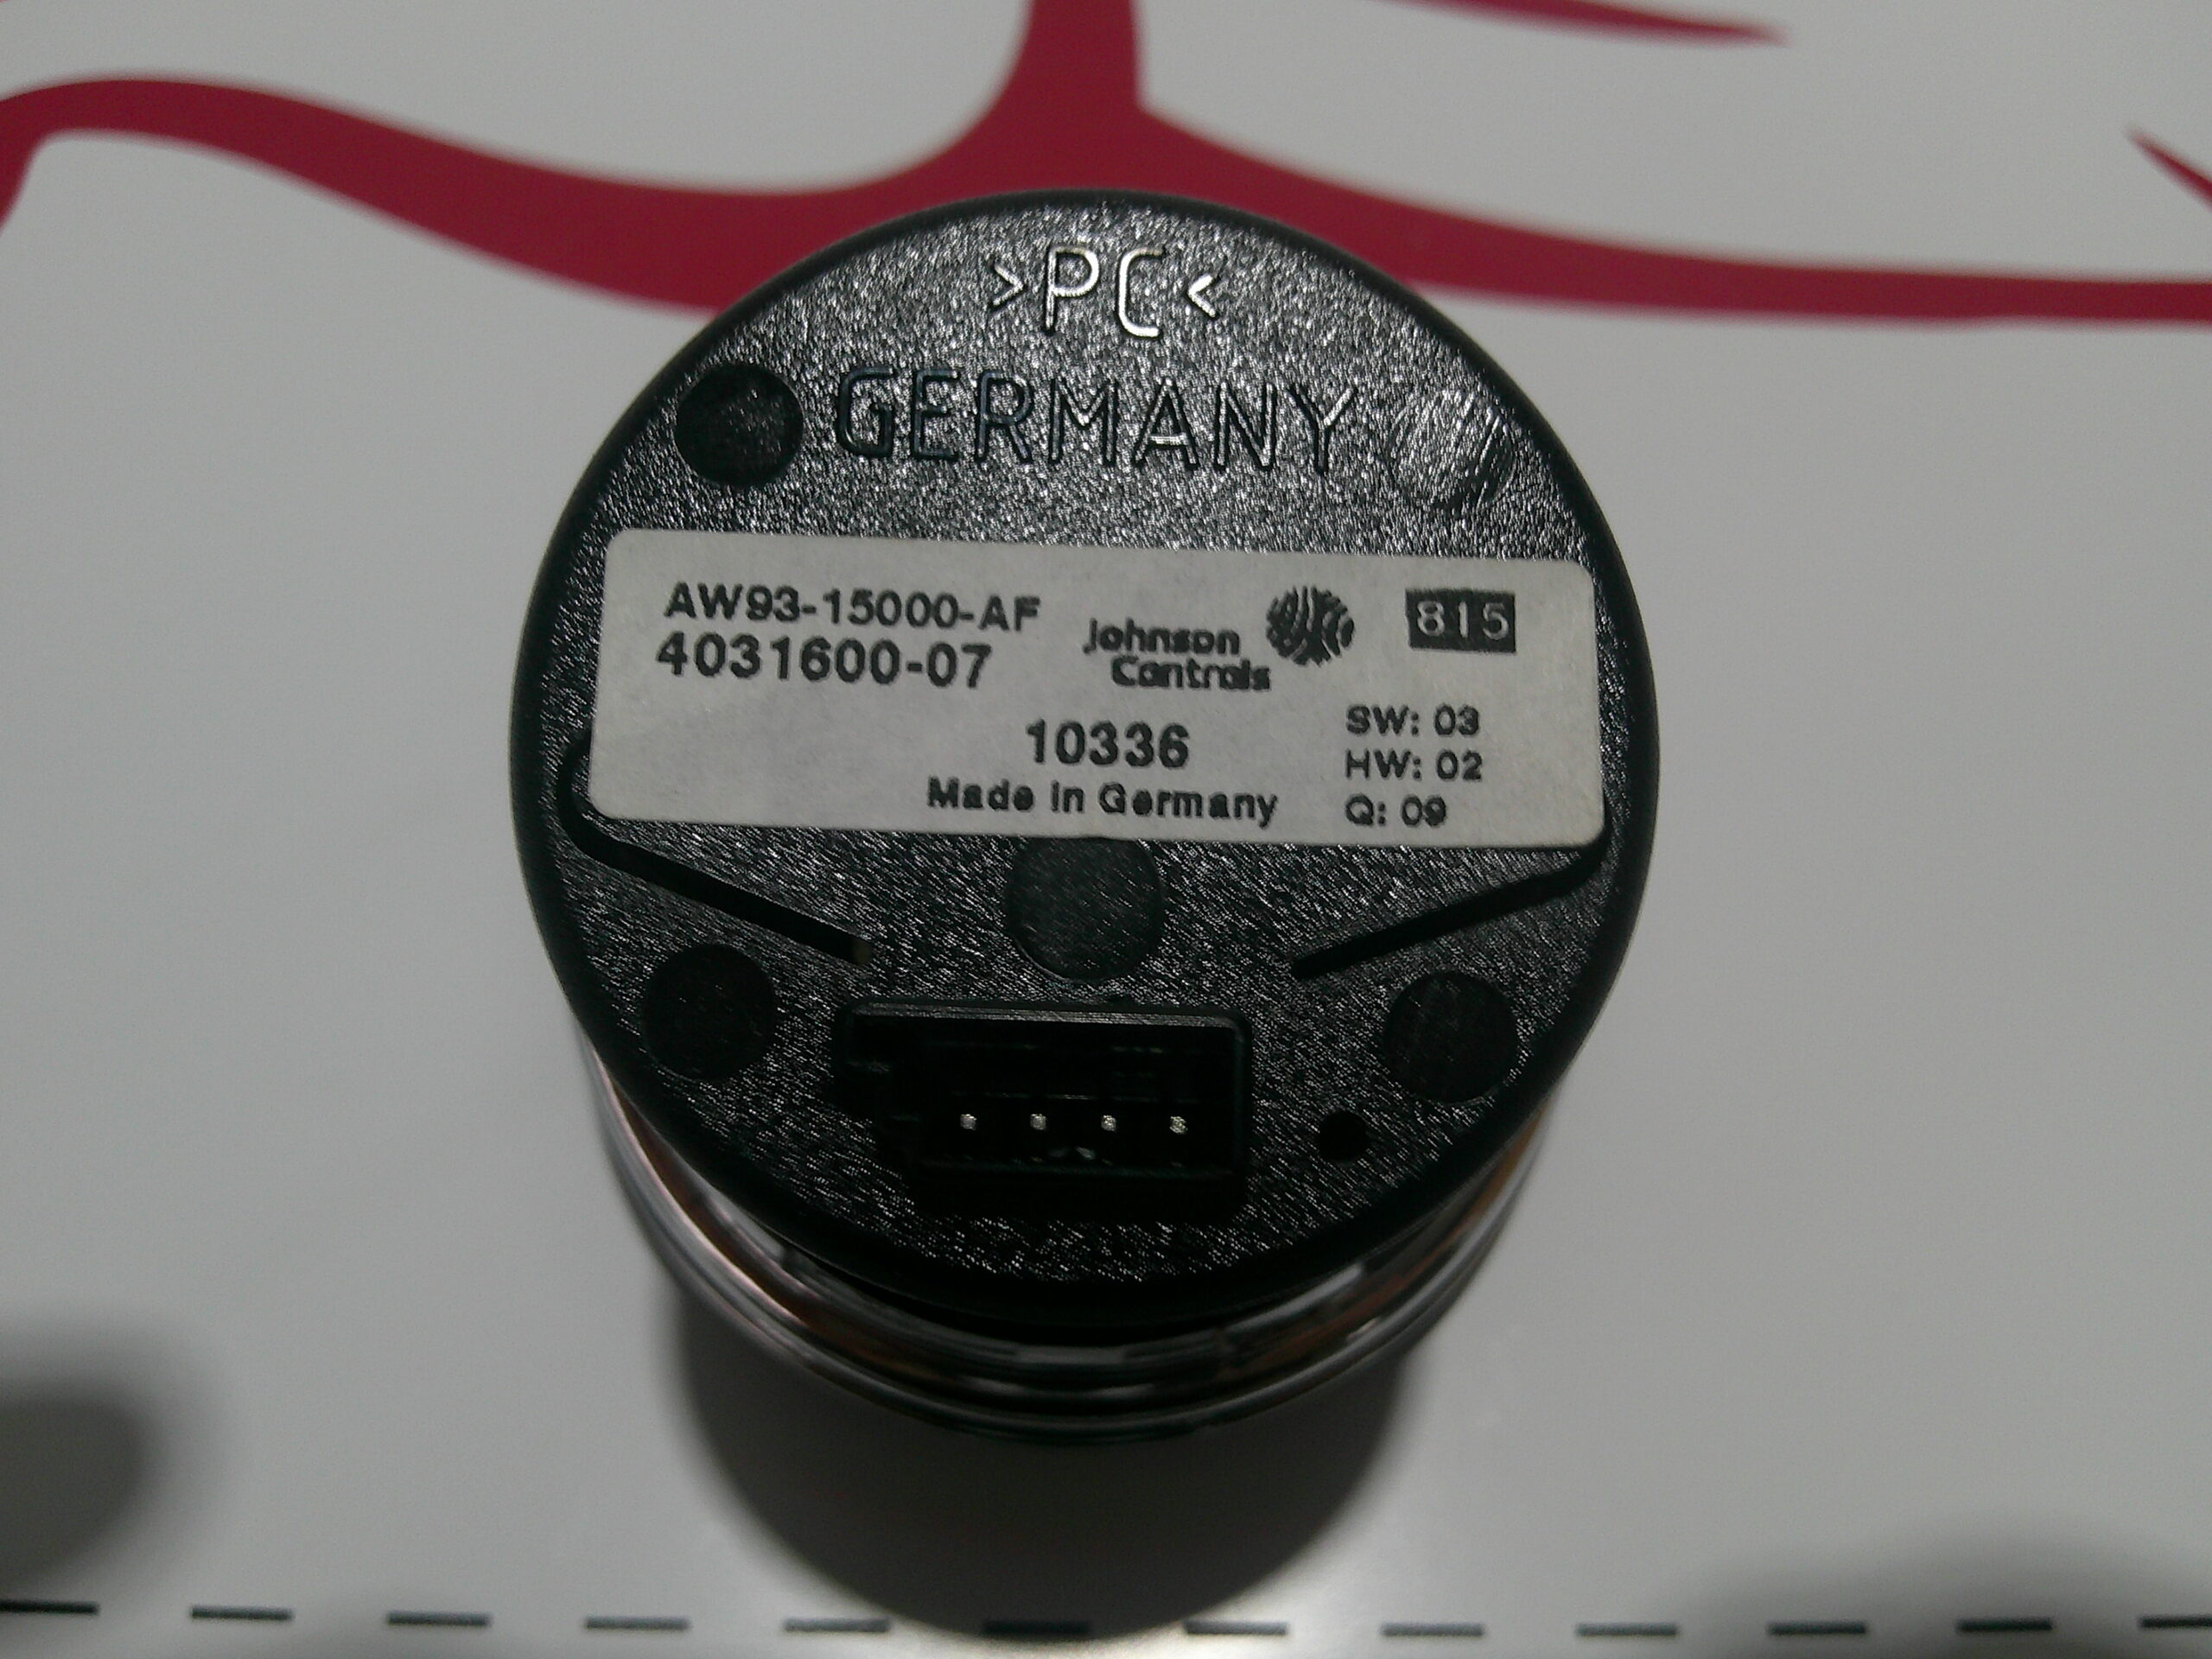 >PC<
GERMANY
AW93-15000-AF
4031600-07
Johnson
Controls
815
10336
Made in Germany
SW: 03
HW: 02
Q: 09